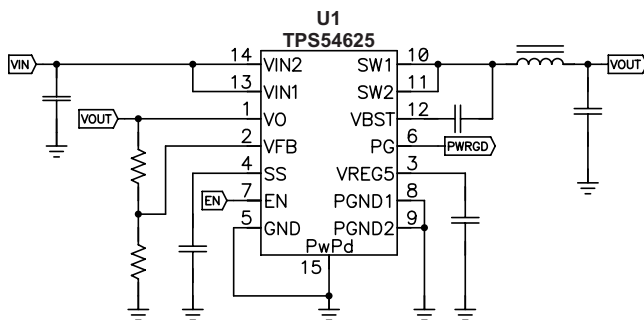 U1
TPS54625
VIN 14 VIN2 SW1 10 VOUT
13 VIN1 SW2 11
VOUT 1 VO VBST 12
2 VFB PG 6 PWRGD
4 SS VREG5 3
EN 7 EN PGND1 8
5 GND PGND2 9
PwPd
15